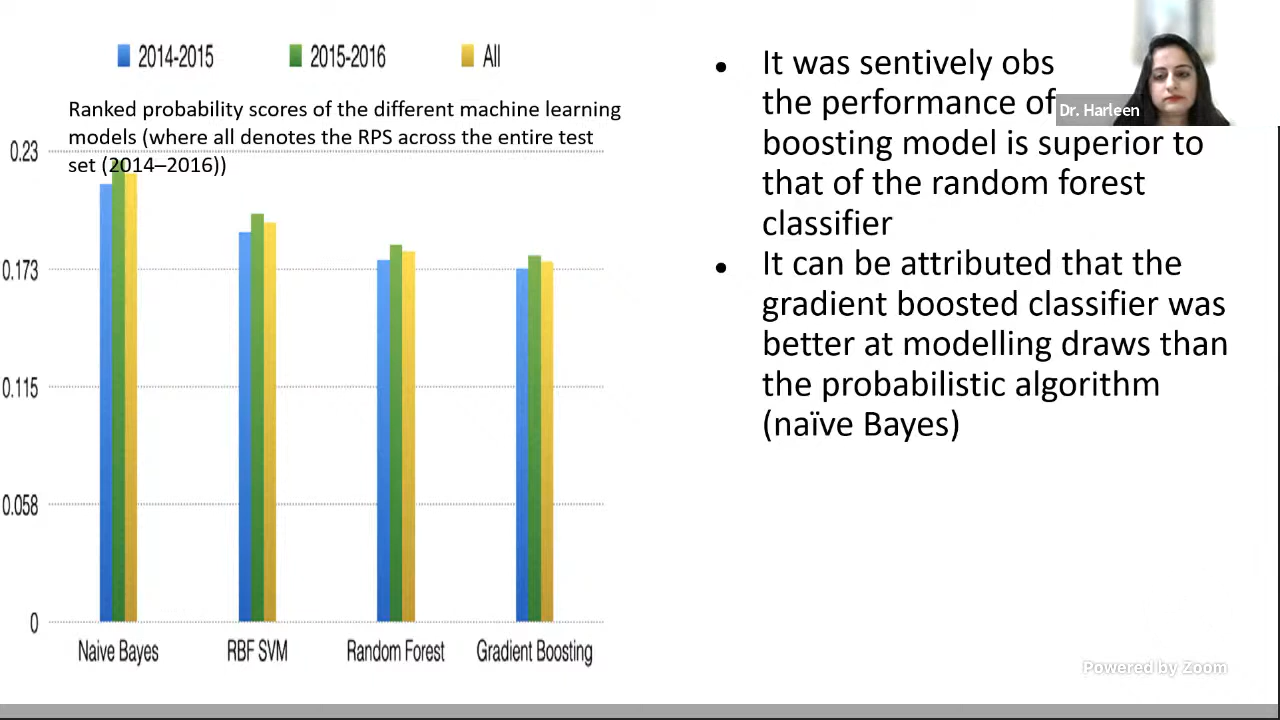 2014-2015 2015-2016 All
Ranked probability scores of the different machine learning
models (where all denotes the RPS across the entire test
set (2014–2016))
0.23
0.173
0.115
0.058
0
Naive Bayes RBF SVM Random Forest Gradient Boosting
• It was sentively obs
the performance of
boosting model is superior to
that of the random forest
classifier
• It can be attributed that the
gradient boosted classifier was
better at modelling draws than
the probabilistic algorithm
(naïve Bayes)
Dr. Harleen
Powered by Zoom